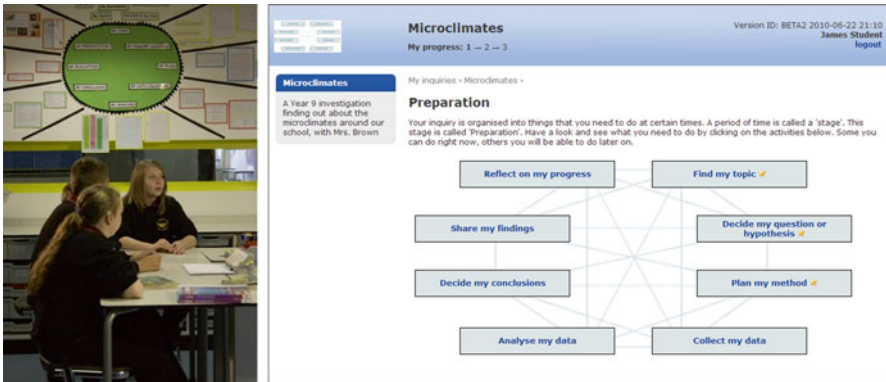 Microclimates
My progress: 1 → 2 → 3
Version ID: BETA2 2010-06-22 21:10
James Student
logout
Microclimates
A Year 9 investigation
finding out about the
microclimates around our
school, with Mrs. Brown
My inquiries › Microclimates ›
Preparation
Your inquiry is organised into things that you need to do at certain times. A period of time is called a 'stage'. This
stage is called 'Preparation'. Have a look and see what you need to do by clicking on the activities below. Some you
can do right now, others you will be able to do later on.
Reflect on my progress
Find my topic
Share my findings
Decide my question or
hypothesis
Decide my conclusions
Plan my method
Analyse my data
Collect my data